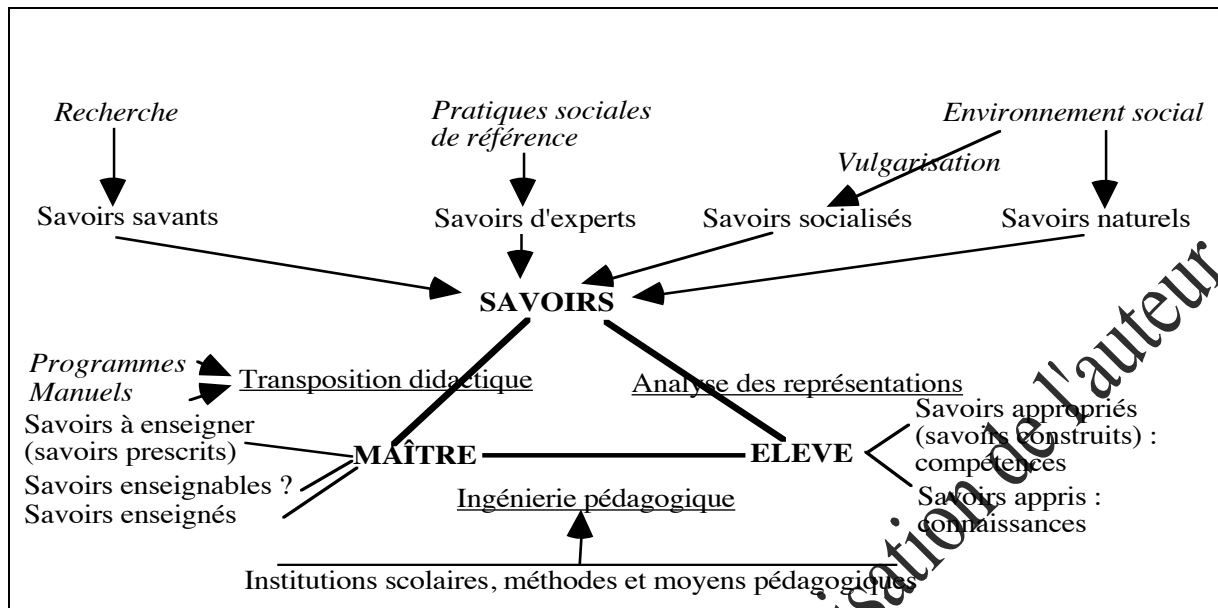 Recherche
Pratiques sociales
de référence
Environnement social
Vulgarisation
Savoirs savants
Savoirs d'experts
Savoirs socialisés
Savoirs naturels
SAVOIRS
Programmes
Manuels
Transposition didactique
Analyse des représentations
Savoirs à enseigner
(savoirs prescrits)
Savoirs enseignables ?
Savoirs enseignés
MAÎTRE
ELEVE
Savoirs appropriés
(savoirs construits) :
compétences
Savoirs appris :
connaissances
Ingénierie pédagogique
Institutions scolaires, méthodes et moyens pédagogiques
de l'auteur